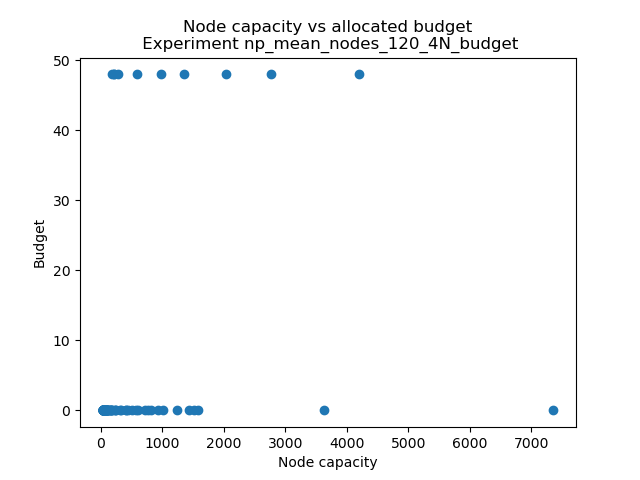 Node capacity vs allocated budget
Experiment np_mean_nodes_120_4N_budget
50
40
30
20
10
0
Budget
0 1000 2000 3000 4000 5000 6000 7000
Node capacity